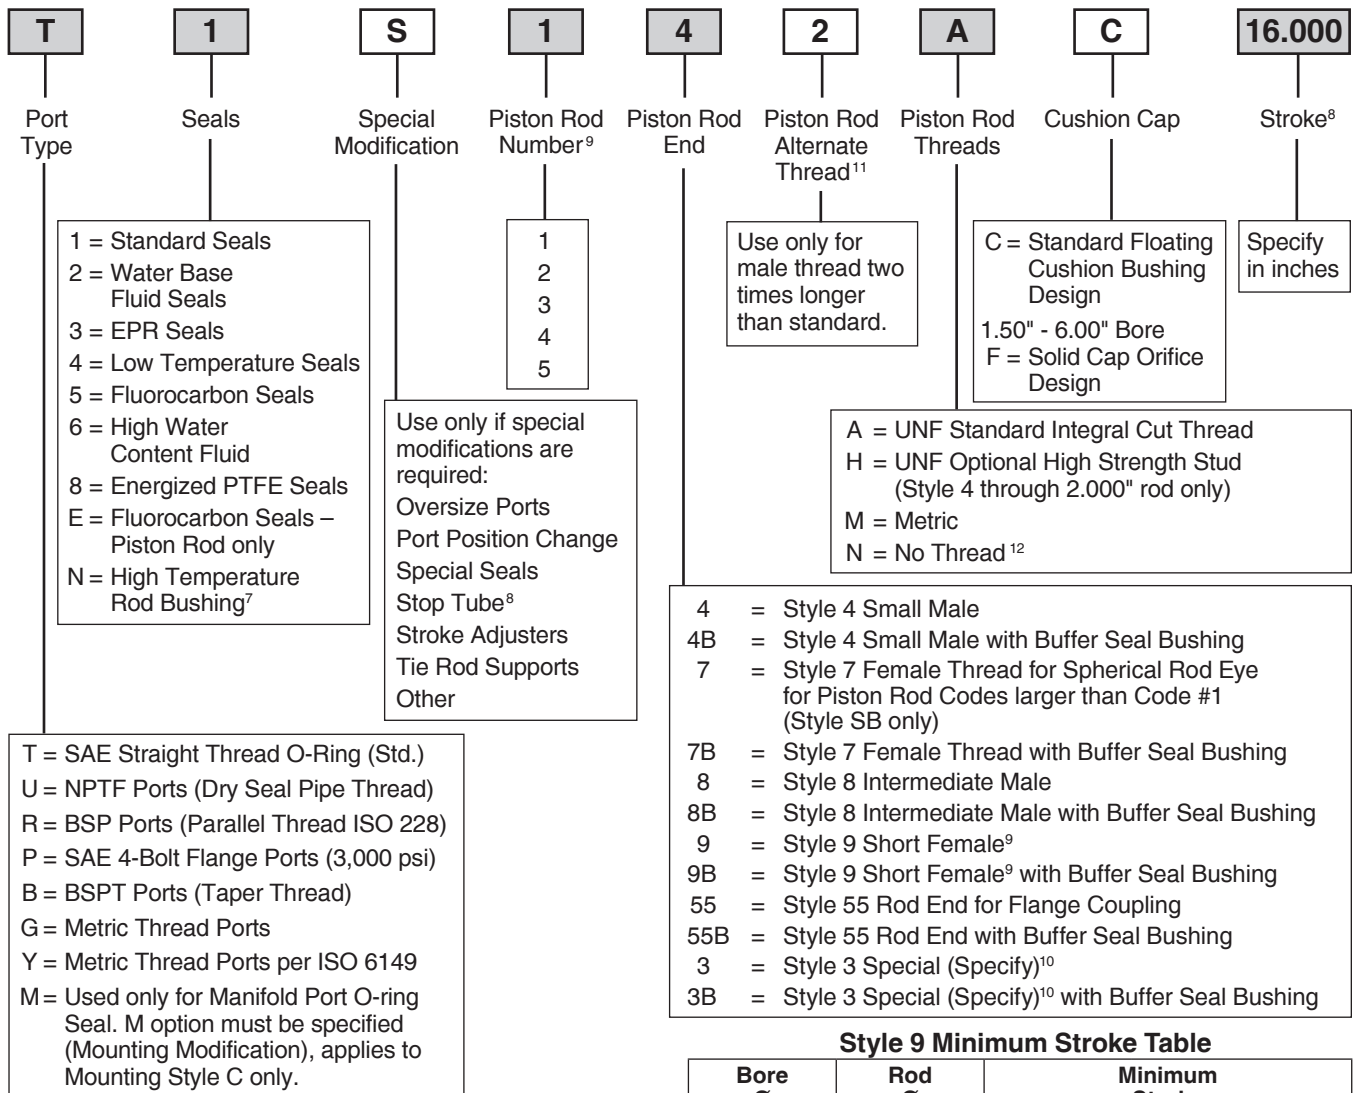 T 1 S 1 4 2 A C 16.000
Port
Type
Seals
Special
Modification
Piston Rod
Number⁹
Piston Rod
End
Piston Rod
Alternate
Thread¹¹
Piston Rod
Threads
Cushion Cap
Stroke⁸
1 = Standard Seals
2 = Water Base
Fluid Seals
3 = EPR Seals
4 = Low Temperature Seals
5 = Fluorocarbon Seals
6 = High Water
Content Fluid
8 = Energized PTFE Seals
E = Fluorocarbon Seals –
Piston Rod only
N = High Temperature
Rod Bushing⁷
1
2
3
4
5
Use only for
male thread two
times longer
than standard.
C = Standard Floating
Cushion Bushing
Design
1.50" - 6.00" Bore
F = Solid Cap Orifice
Design
Specify
in inches
Use only if special
modifications are
required:
Oversize Ports
Port Position Change
Special Seals
Stop Tube⁸
Stroke Adjusters
Tie Rod Supports
Other
A = UNF Standard Integral Cut Thread
H = UNF Optional High Strength Stud
(Style 4 through 2.000" rod only)
M = Metric
N = No Thread ¹²
4 = Style 4 Small Male
4B = Style 4 Small Male with Buffer Seal Bushing
7 = Style 7 Female Thread for Spherical Rod Eye
for Piston Rod Codes larger than Code #1
(Style SB only)
7B = Style 7 Female Thread with Buffer Seal Bushing
8 = Style 8 Intermediate Male
8B = Style 8 Intermediate Male with Buffer Seal Bushing
9 = Style 9 Short Female⁹
9B = Style 9 Short Female⁹ with Buffer Seal Bushing
55 = Style 55 Rod End for Flange Coupling
55B = Style 55 Rod End with Buffer Seal Bushing
3 = Style 3 Special (Specify)¹⁰
3B = Style 3 Special (Specify)¹⁰ with Buffer Seal Bushing
T = SAE Straight Thread O-Ring (Std.)
U = NPTF Ports (Dry Seal Pipe Thread)
R = BSP Ports (Parallel Thread ISO 228)
P = SAE 4-Bolt Flange Ports (3,000 psi)
B = BSPT Ports (Taper Thread)
G = Metric Thread Ports
Y = Metric Thread Ports per ISO 6149
M = Used only for Manifold Port O-ring
Seal. M option must be specified
(Mounting Modification), applies to
Mounting Style C only.
Style 9 Minimum Stroke Table
Bore Rod Minimum